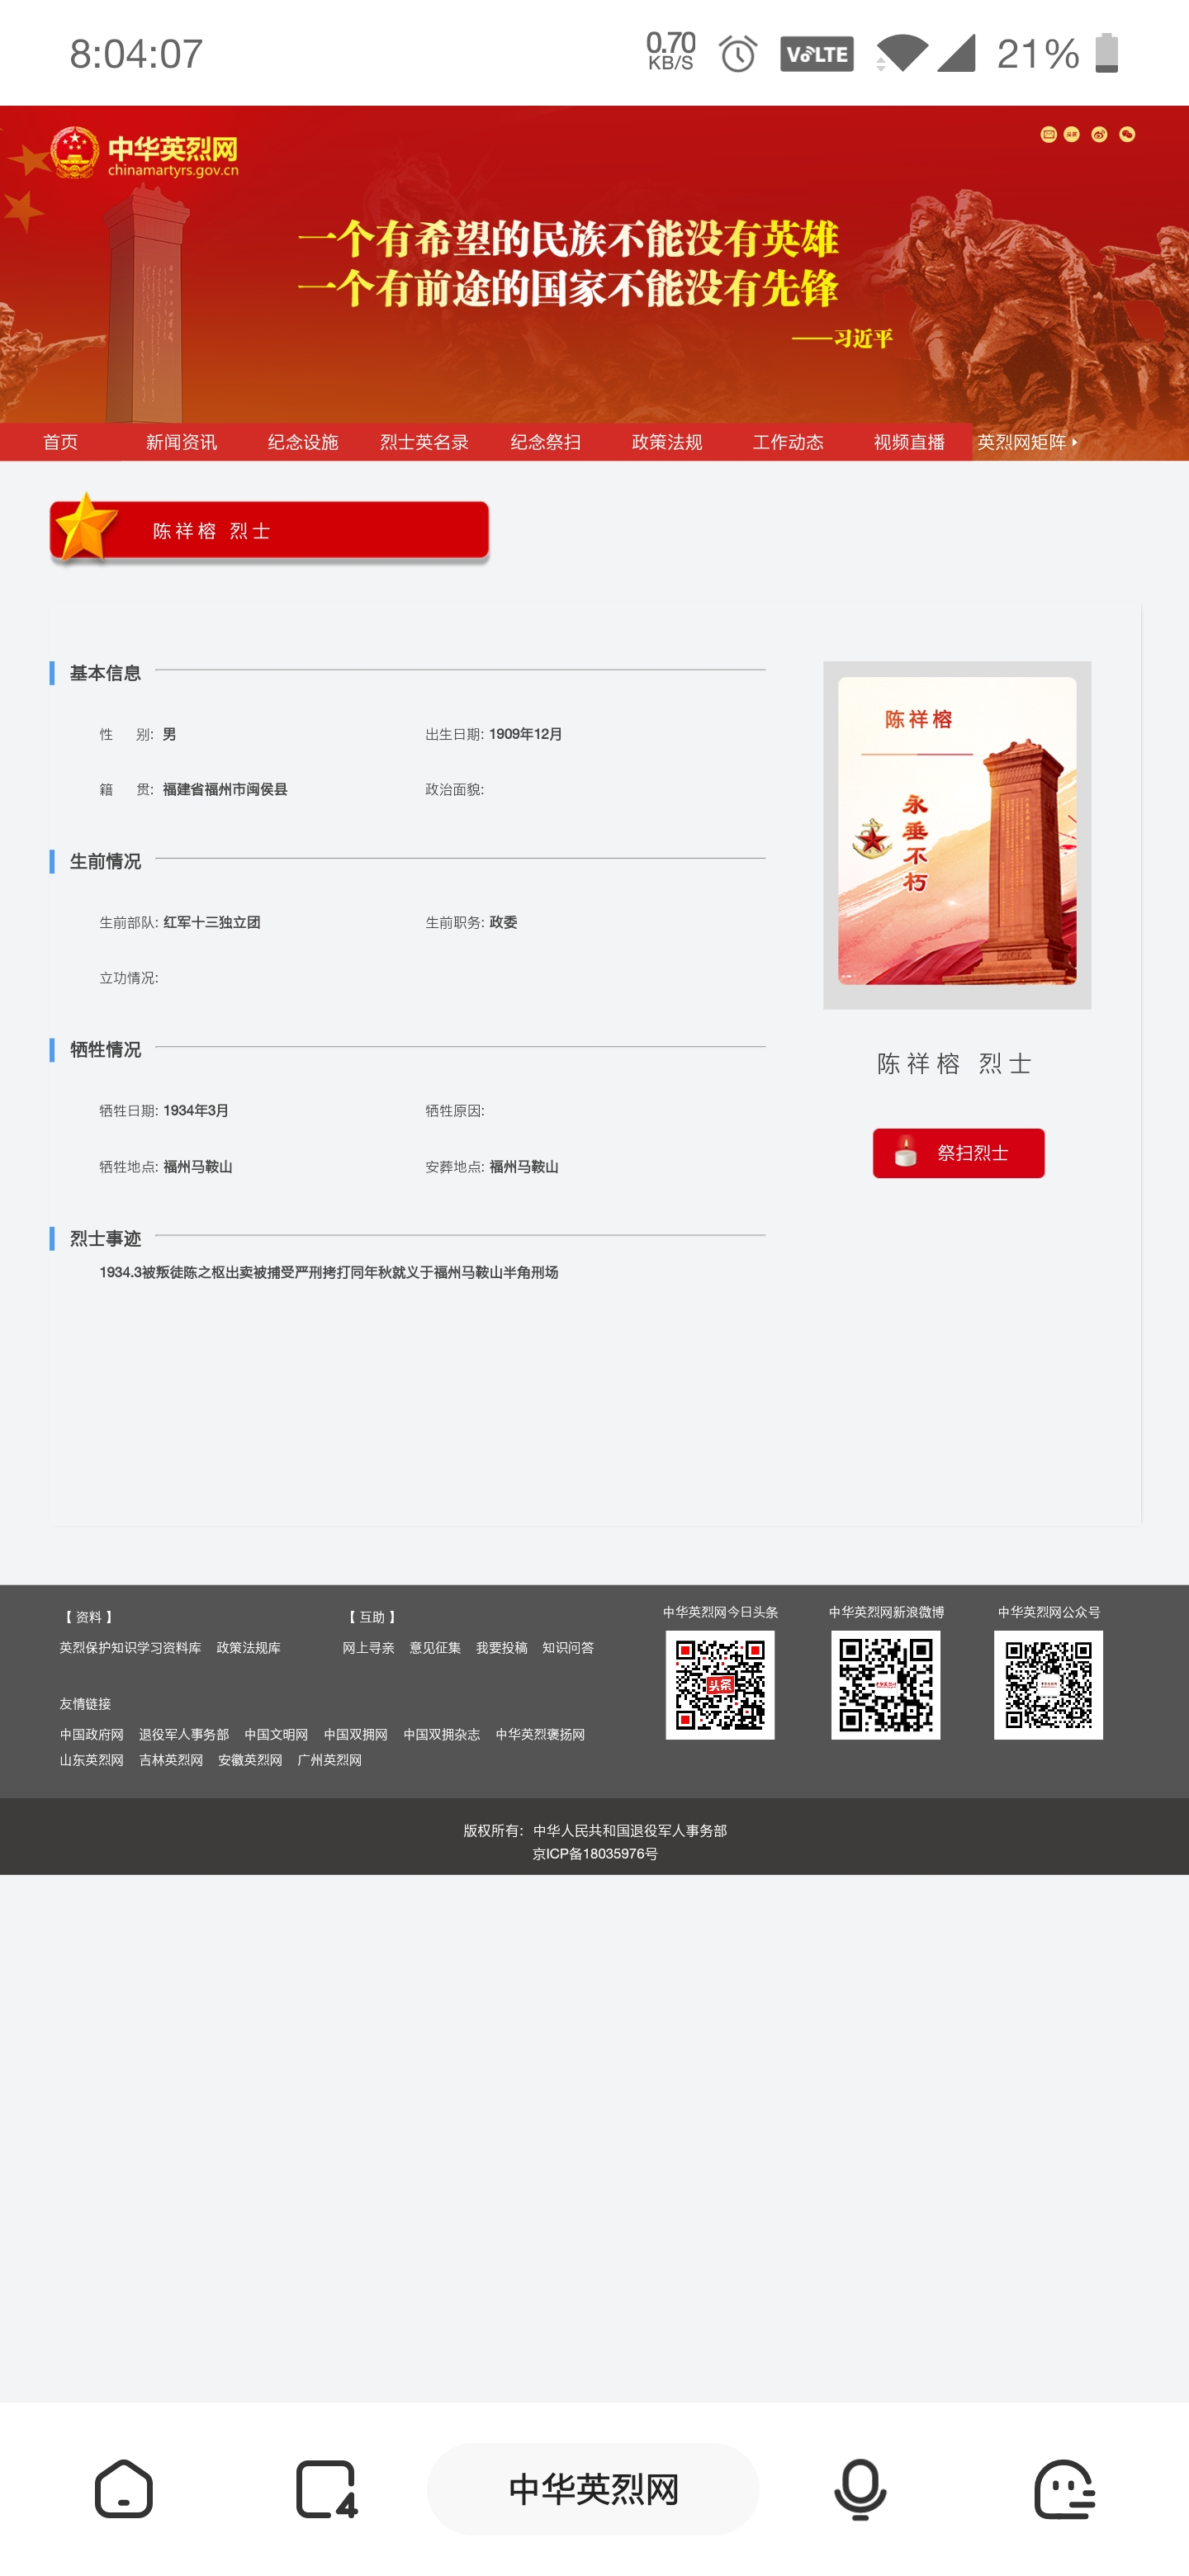 8:04:07
0.70 KB/S VoLTE 21%
中华英烈网
chinamartyrs.gov.cn
一个有希望的民族不能没有英雄
一个有前途的国家不能没有先锋
——习近平
首页 新闻资讯 纪念设施 烈士英名录 纪念祭扫 政策法规 工作动态 视频直播 英烈网矩阵
陈祥榕 烈士
基本信息
性 别: 男 出生日期: 1909年12月
籍 贯: 福建省福州市闽侯县 政治面貌:
生前情况
生前部队: 红军十三独立团 生前职务: 政委
立功情况:
牺牲情况
牺牲日期: 1934年3月 牺牲原因:
牺牲地点: 福州马鞍山 安葬地点: 福州马鞍山
烈士事迹
1934.3被叛徒陈之枢出卖被捕受严刑拷打同年秋就义于福州马鞍山半角刑场
陈祥榕
永垂不朽
陈祥榕 烈士
祭扫烈士
【 资料 】 【 互助 】
英烈保护知识学习资料库 政策法规库 网上寻亲 意见征集 我要投稿 知识问答
友情链接
中国政府网 退役军人事务部 中国文明网 中国双拥网 中国双拥杂志 中华英烈褒扬网
山东英烈网 吉林英烈网 安徽英烈网 广州英烈网
中华英烈网今日头条 中华英烈网新浪微博 中华英烈网公众号
头条
版权所有：中华人民共和国退役军人事务部
京ICP备18035976号
4 中华英烈网